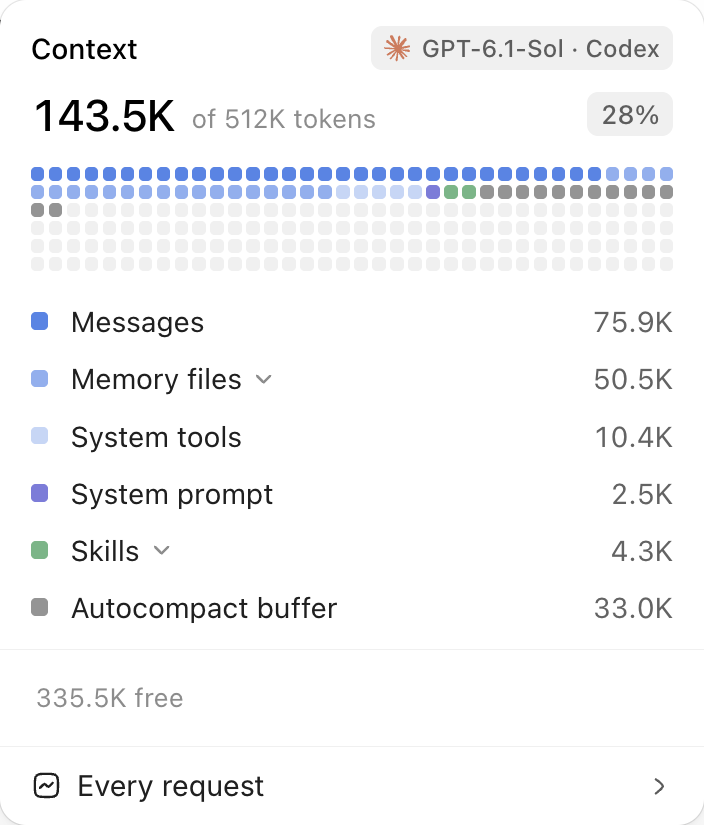 Context
GPT-6.1-Sol · Codex
143.5K of 512K tokens
28%
Messages 75.9K
Memory files 50.5K
System tools 10.4K
System prompt 2.5K
Skills 4.3K
Autocompact buffer 33.0K
335.5K free
Every request